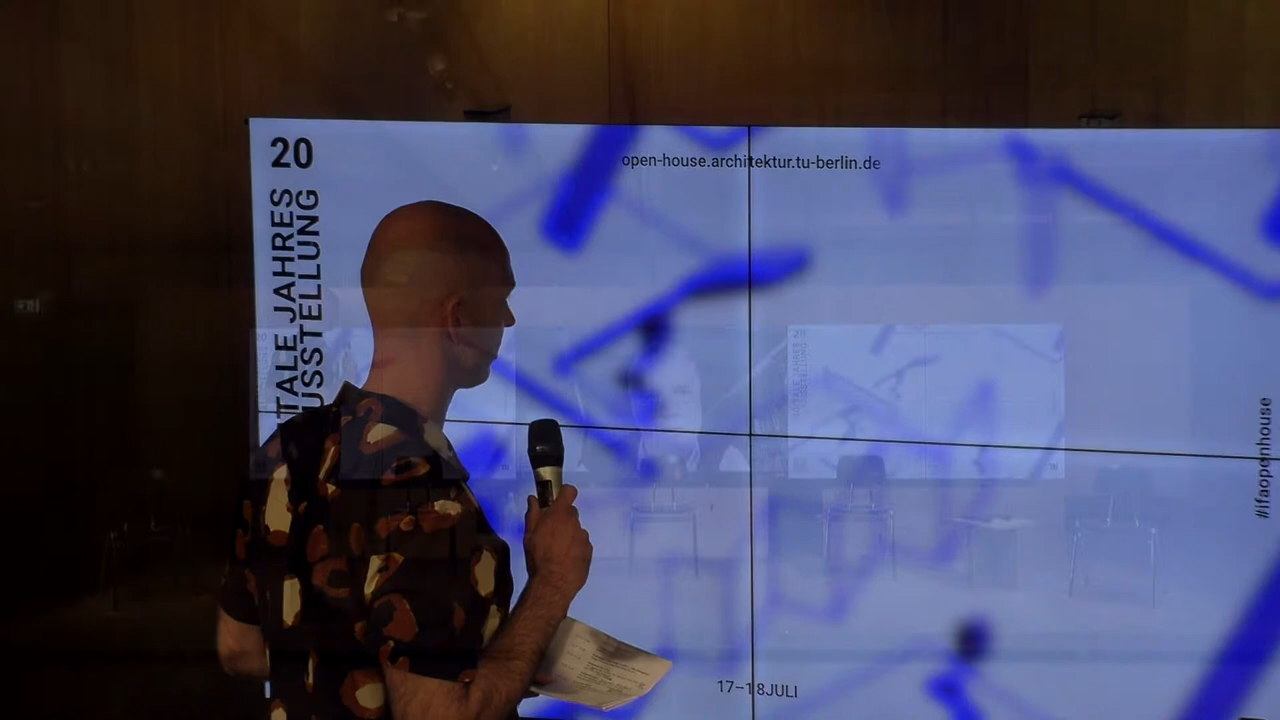 20
TALE JAHRES
USSTELLUNG
open-house.architektur.tu-berlin.de
#ifaopenhouse
17–18JULI